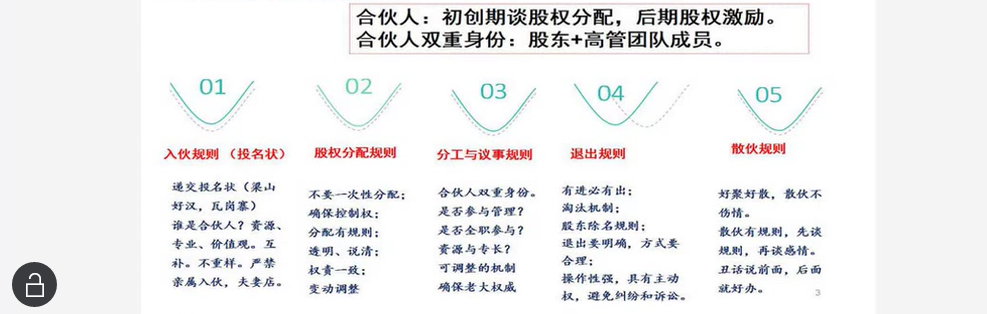 合伙人：初创期谈股权分配，后期股权激励。
合伙人双重身份：股东+高管团队成员。
01
入伙规则 （投名状）
递交投名状（梁山
好汉，瓦岗寨）
谁是合伙人？资源、
专业、价值观。互
补。不重样。严禁
亲属入伙，夫妻店。
02
股权分配规则
不要一次性分配；
确保控制权；
分配有规则；
透明、说清；
权责一致；
变动调整
03
分工与议事规则
合伙人双重身份。
是否参与管理？
是否全职参与？
资源与专长？
可调整的机制
确保老大权威
04
退出规则
有进必有出；
淘汰机制；
股东除名规则；
退出要明确，方式要
合理；
操作性强，具有主动
权，避免纠纷和诉讼。
05
散伙规则
好聚好散，散伙不
伤情。
散伙有规则，先谈
规则，再谈感情。
丑话说前面，后面
就好办。
3